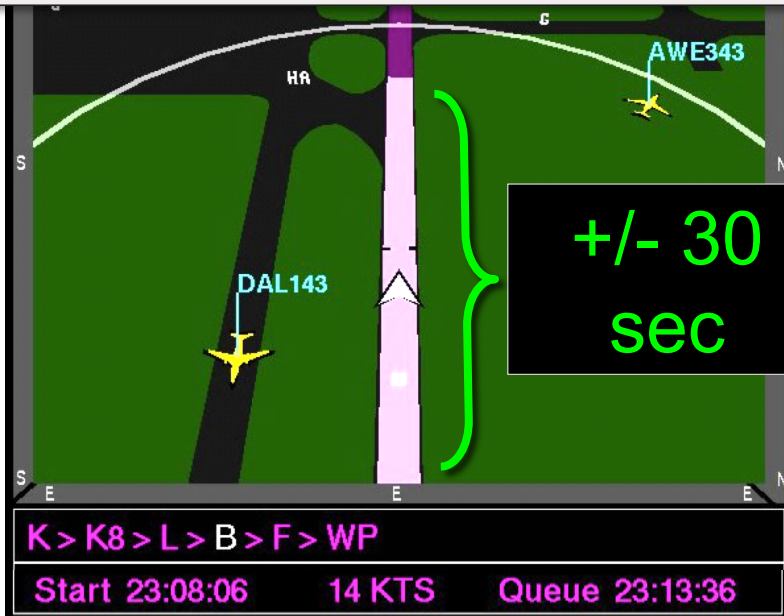 G
AWE343
HA
S
N
+/- 30
sec
DAL143
S
N
E
E
E
K > K8 > L > B > F > WP
Start 23:08:06 14 KTS Queue 23:13:36